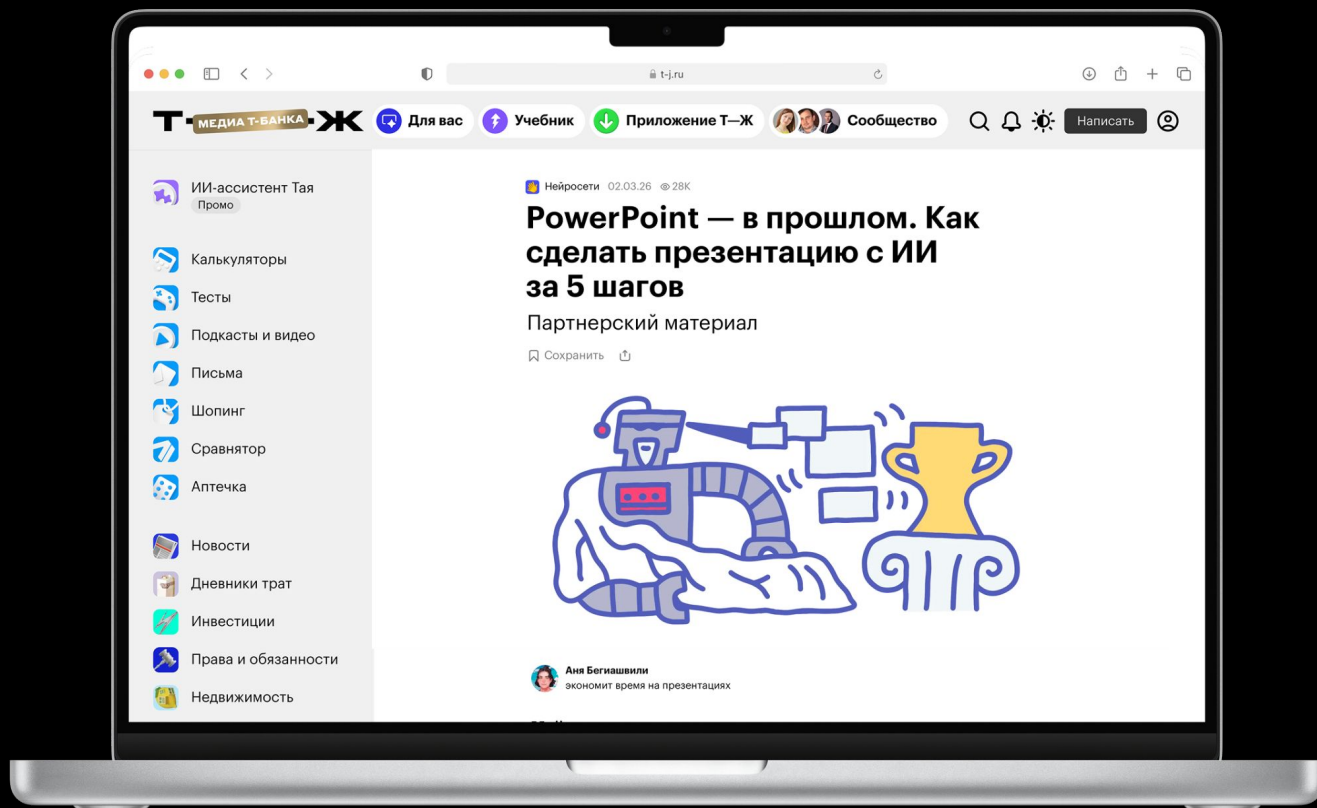 t-j.ru
Т—Ж
МЕДИА Т-БАНКА
Для вас
Учебник
Приложение Т—Ж
Сообщество
Написать
ИИ-ассистент Тая
Промо
Калькуляторы
Тесты
Подкасты и видео
Письма
Шопинг
Сравнятор
Аптечка
Новости
Дневники трат
Инвестиции
Права и обязанности
Недвижимость
Нейросети 02.03.26 28K
PowerPoint — в прошлом. Как
сделать презентацию с ИИ
за 5 шагов
Партнерский материал
Сохранить
Аня Бегиашвили
экономит время на презентациях